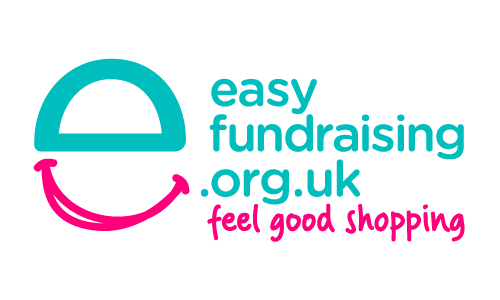 easy
fundraising
.org.uk
feel good shopping